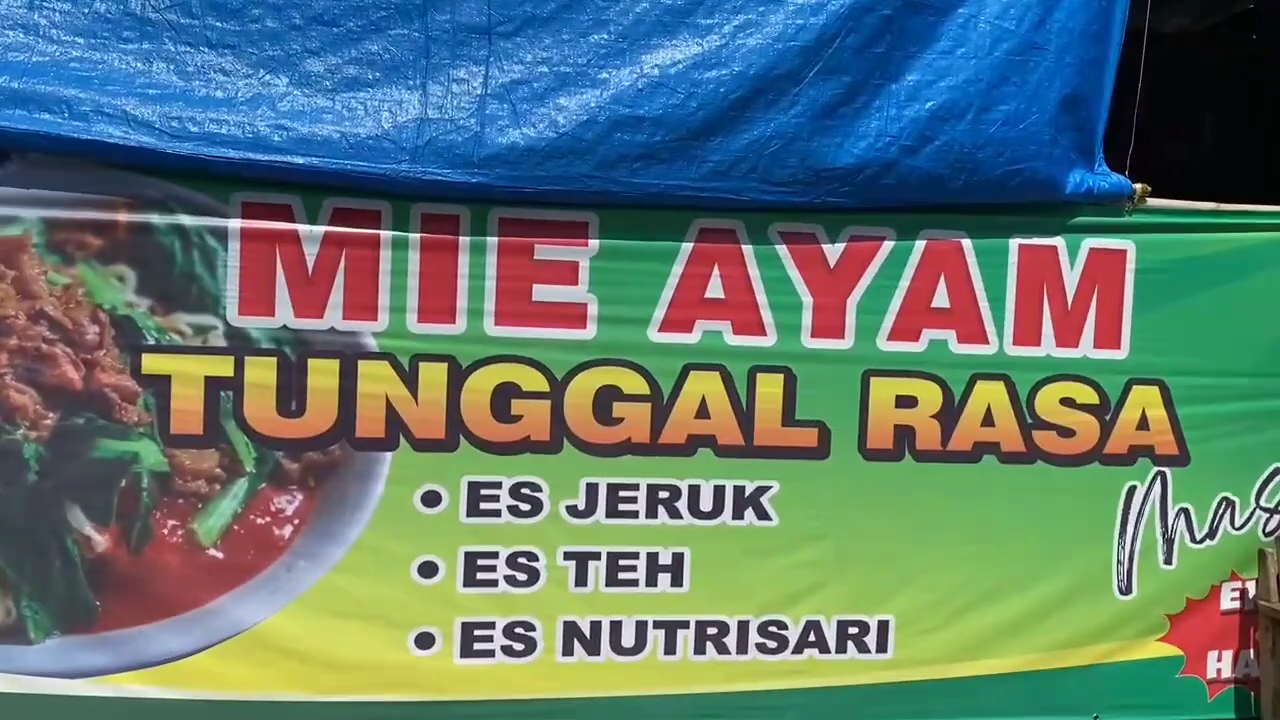 MIE AYAM
TUNGGAL RASA
• ES JERUK
• ES TEH
• ES NUTRISARI